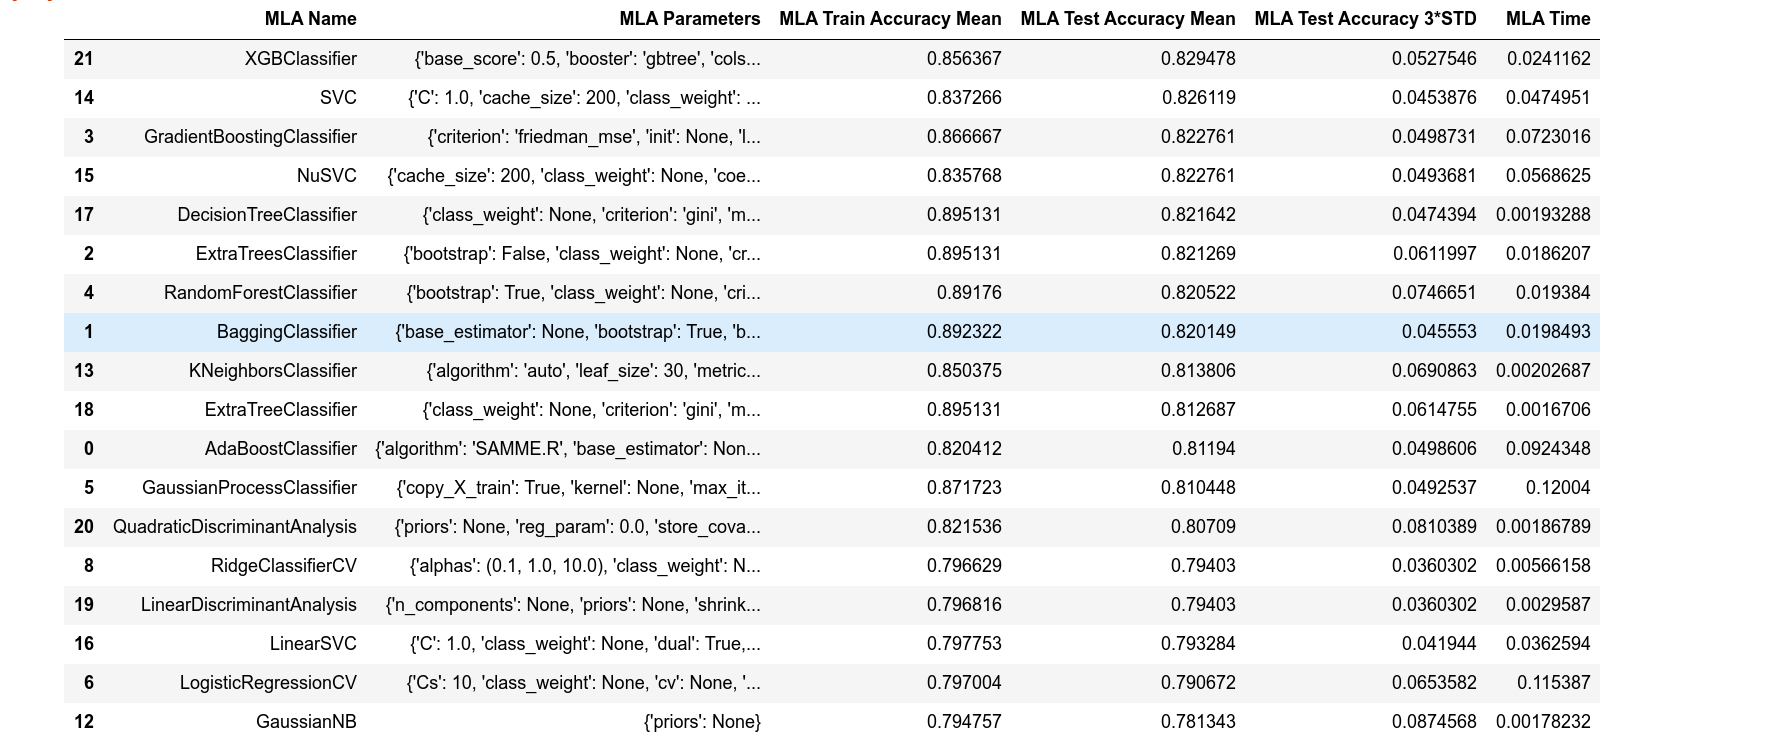 MLA Name MLA Parameters MLA Train Accuracy Mean MLA Test Accuracy Mean MLA Test Accuracy 3*STD MLA Time
21 XGBClassifier {'base_score': 0.5, 'booster': 'gbtree', 'cols... 0.856367 0.829478 0.0527546 0.0241162
14 SVC {'C': 1.0, 'cache_size': 200, 'class_weight': ... 0.837266 0.826119 0.0453876 0.0474951
3 GradientBoostingClassifier {'criterion': 'friedman_mse', 'init': None, 'l... 0.866667 0.822761 0.0498731 0.0723016
15 NuSVC {'cache_size': 200, 'class_weight': None, 'coe... 0.835768 0.822761 0.0493681 0.0568625
17 DecisionTreeClassifier {'class_weight': None, 'criterion': 'gini', 'm... 0.895131 0.821642 0.0474394 0.00193288
2 ExtraTreesClassifier {'bootstrap': False, 'class_weight': None, 'cr... 0.895131 0.821269 0.0611997 0.0186207
4 RandomForestClassifier {'bootstrap': True, 'class_weight': None, 'cri... 0.89176 0.820522 0.0746651 0.019384
1 BaggingClassifier {'base_estimator': None, 'bootstrap': True, 'b... 0.892322 0.820149 0.045553 0.0198493
13 KNeighborsClassifier {'algorithm': 'auto', 'leaf_size': 30, 'metric... 0.850375 0.813806 0.0690863 0.00202687
18 ExtraTreeClassifier {'class_weight': None, 'criterion': 'gini', 'm... 0.895131 0.812687 0.0614755 0.0016706
0 AdaBoostClassifier {'algorithm': 'SAMME.R', 'base_estimator': Non... 0.820412 0.81194 0.0498606 0.0924348
5 GaussianProcessClassifier {'copy_X_train': True, 'kernel': None, 'max_it... 0.871723 0.810448 0.0492537 0.12004
20 QuadraticDiscriminantAnalysis {'priors': None, 'reg_param': 0.0, 'store_cova... 0.821536 0.80709 0.0810389 0.00186789
8 RidgeClassifierCV {'alphas': (0.1, 1.0, 10.0), 'class_weight': N... 0.796629 0.79403 0.0360302 0.00566158
19 LinearDiscriminantAnalysis {'n_components': None, 'priors': None, 'shrink... 0.796816 0.79403 0.0360302 0.0029587
16 LinearSVC {'C': 1.0, 'class_weight': None, 'dual': True,... 0.797753 0.793284 0.041944 0.0362594
6 LogisticRegressionCV {'Cs': 10, 'class_weight': None, 'cv': None, '... 0.797004 0.790672 0.0653582 0.115387
12 GaussianNB {'priors': None} 0.794757 0.781343 0.0874568 0.00178232